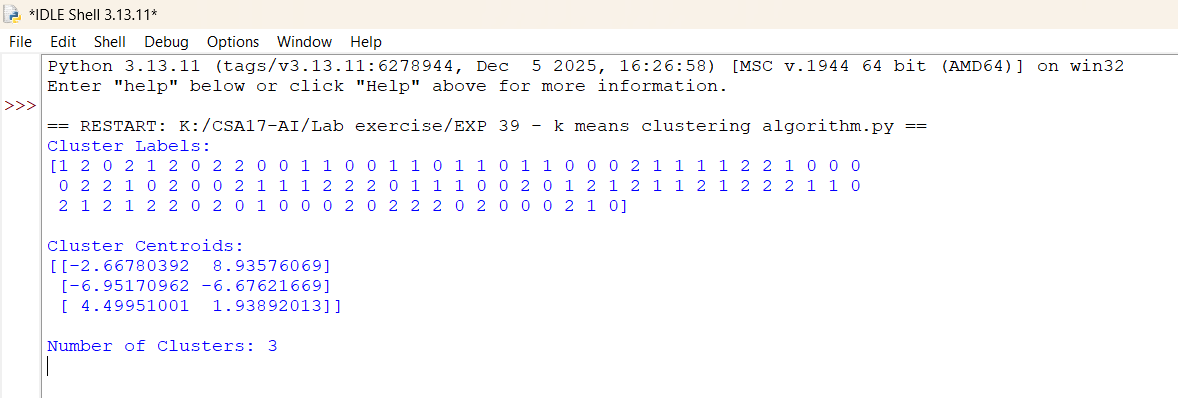 *IDLE Shell 3.13.11*
File Edit Shell Debug Options Window Help
Python 3.13.11 (tags/v3.13.11:6278944, Dec  5 2025, 16:26:58) [MSC v.1944 64 bit (AMD64)] on win32
Enter "help" below or click "Help" above for more information.
>>>
== RESTART: K:/CSA17-AI/Lab exercise/EXP 39 - k means clustering algorithm.py ==
Cluster Labels:
[1 2 0 2 1 2 0 2 2 0 0 1 1 0 0 1 1 0 1 1 0 1 1 0 0 0 2 1 1 1 1 2 2 1 0 0 0
 0 2 2 1 0 2 0 0 2 1 1 1 2 2 2 0 1 1 1 0 0 2 0 1 2 1 2 1 1 2 1 2 2 2 1 1 0
 2 1 2 1 2 2 0 2 0 1 0 0 0 2 0 2 2 2 0 2 0 0 0 2 1 0]
Cluster Centroids:
[[-2.66780392  8.93576069]
 [-6.95170962 -6.67621669]
 [ 4.49951001  1.93892013]]
Number of Clusters: 3